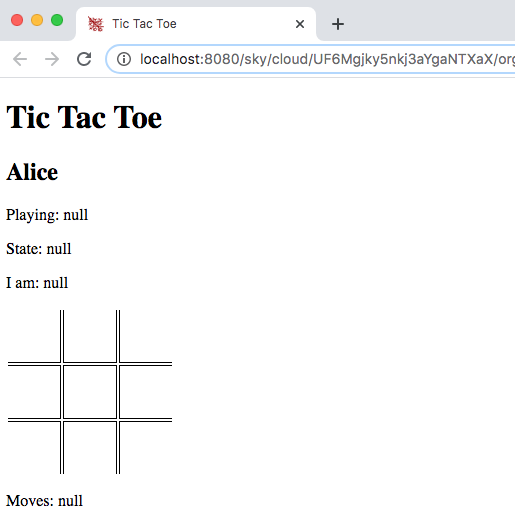 Tic Tac Toe
localhost:8080/sky/cloud/UF6Mgjky5nkj3aYgaNTXaX/org
Tic Tac Toe
Alice
Playing: null
State: null
I am: null
Moves: null